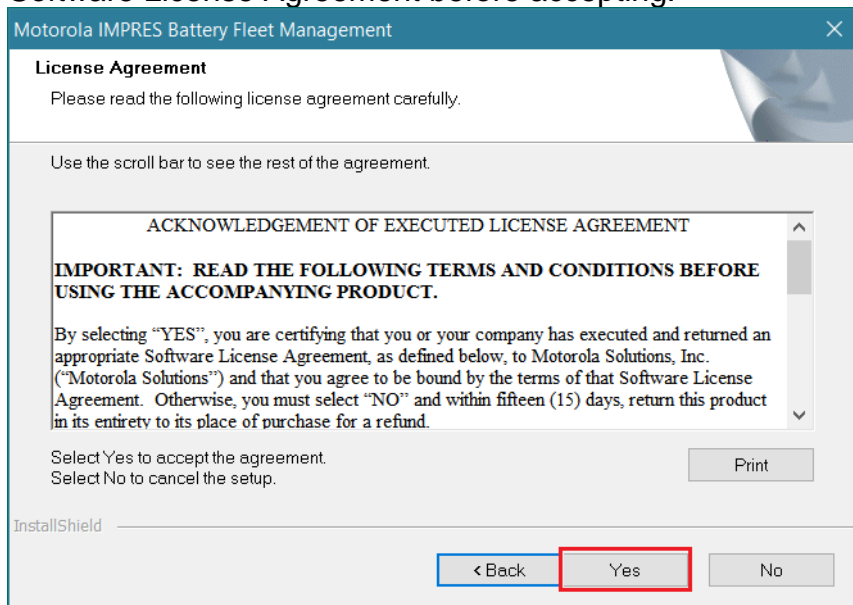 Software License Agreement before accepting.
Motorola IMPRES Battery Fleet Management
License Agreement
Please read the following license agreement carefully.
Use the scroll bar to see the rest of the agreement.
ACKNOWLEDGEMENT OF EXECUTED LICENSE AGREEMENT
IMPORTANT: READ THE FOLLOWING TERMS AND CONDITIONS BEFORE
USING THE ACCOMPANYING PRODUCT.
By selecting “YES”, you are certifying that you or your company has executed and returned an
appropriate Software License Agreement, as defined below, to Motorola Solutions, Inc.
(“Motorola Solutions”) and that you agree to be bound by the terms of that Software License
Agreement. Otherwise, you must select “NO” and within fifteen (15) days, return this product
in its entirety to its place of purchase for a refund.
Select Yes to accept the agreement.
Select No to cancel the setup.
Print
InstallShield
< Back
Yes
No